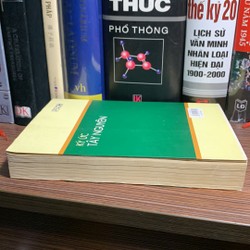 THỨC
PHỔ THÔNG
thế kỷ 20
LỊCH SỬ
VĂN MINH
NHÂN LOẠI
HIỆN ĐẠI
1900-2000
KÝ ỨC
TÂY NGUYÊN